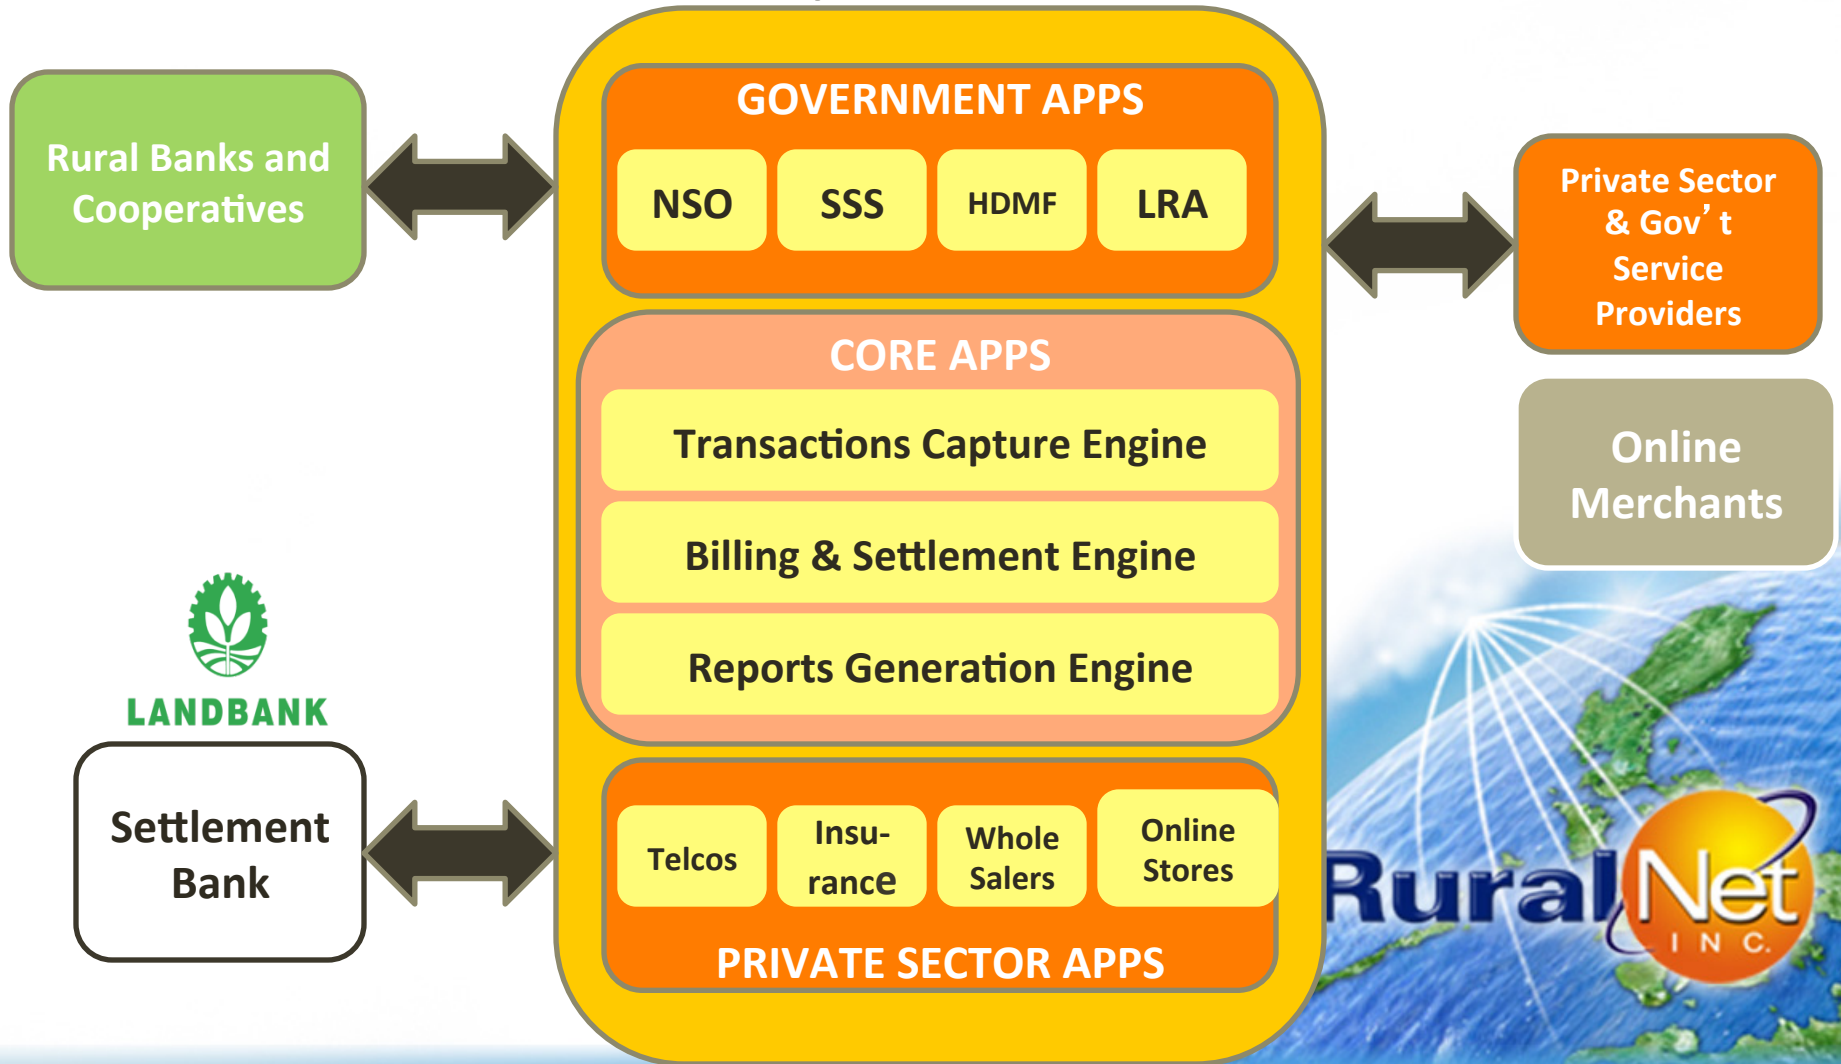 GOVERNMENT APPS
NSO
SSS
HDMF
LRA
Rural Banks and
Cooperatives
Private Sector
& Gov’ t
Service
Providers
CORE APPS
Transactions Capture Engine
Billing & Settlement Engine
Reports Generation Engine
Online
Merchants
LANDBANK
Settlement
Bank
Telcos
Insu-
rance
Whole
Salers
Online
Stores
PRIVATE SECTOR APPS
RuralNet
INC.